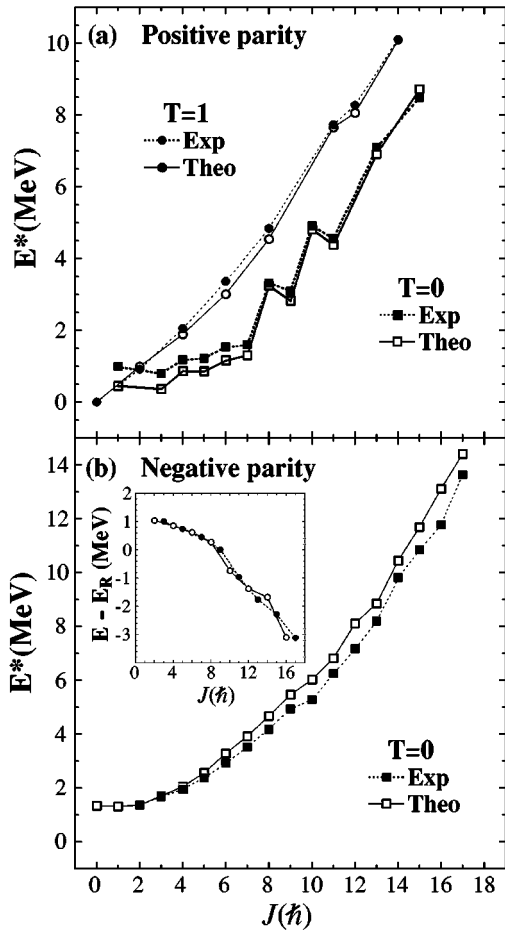 (a) Positive parity
T=1
Exp
Theo
T=0
Exp
Theo
E*(MeV)
10
8
6
4
2
0
(b) Negative parity
E - E_R (MeV)
2
1
0
-1
-2
-3
0 4 8 12 16
J(ℏ)
T=0
Exp
Theo
E*(MeV)
14
12
10
8
6
4
2
0
0 2 4 6 8 10 12 14 16 18
J(ℏ)